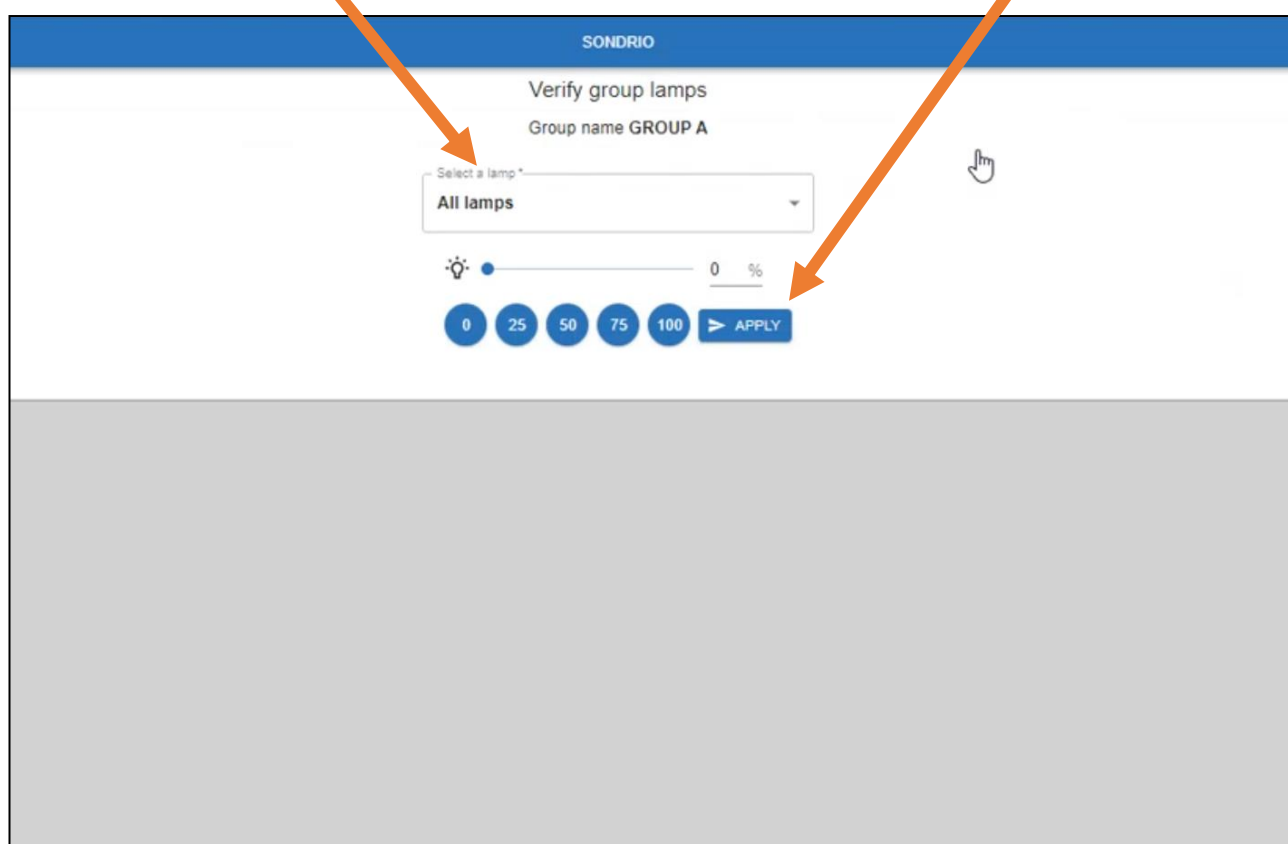 SONDRIO
Verify group lamps
Group name GROUP A
Select a lamp *
All lamps
0 %
0 25 50 75 100 APPLY